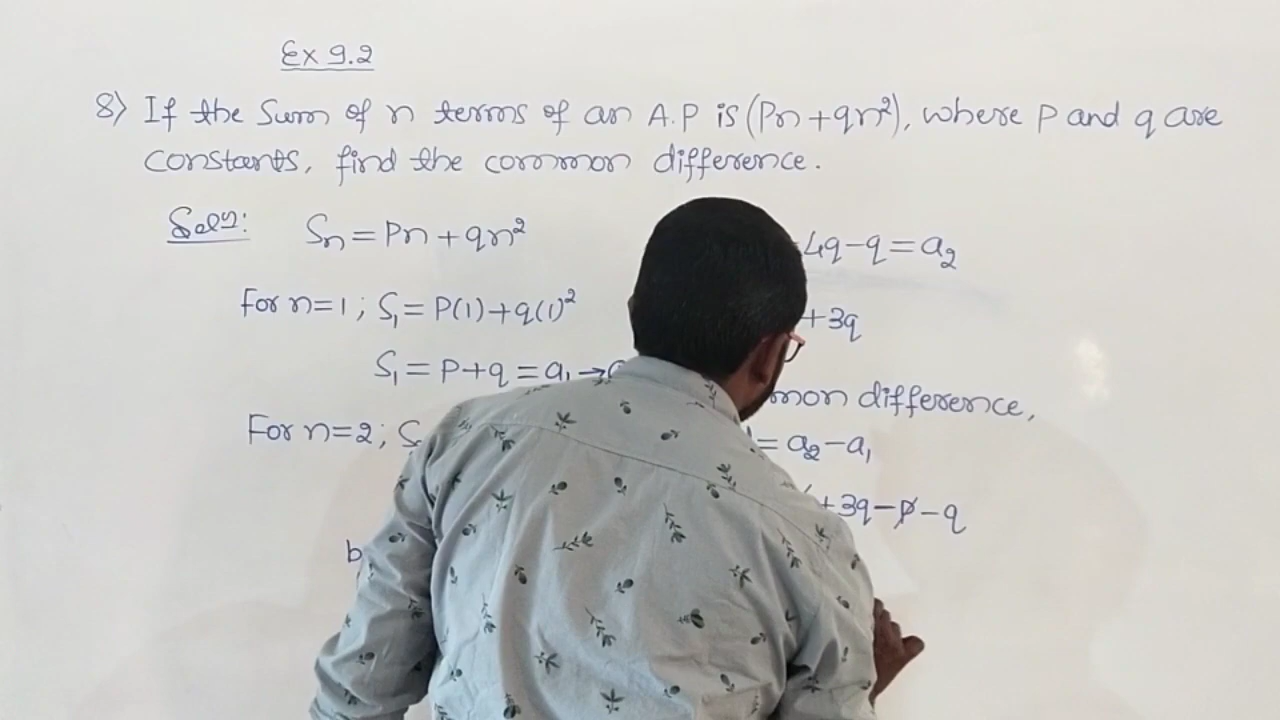 Ex 9.2
8) If the Sum of n terms of an A.P is (Pn+qn²), where P and q are
constants, find the common difference.
Solⁿ: Sn = Pn + qn²
For n=1 ; S₁ = P(1)+q(1)²
S₁ = P+q = a₁ →
For n=2 ; S
b
4q-q = a₂
+3q
mon difference,
= a₂-a₁
+3q-p-q